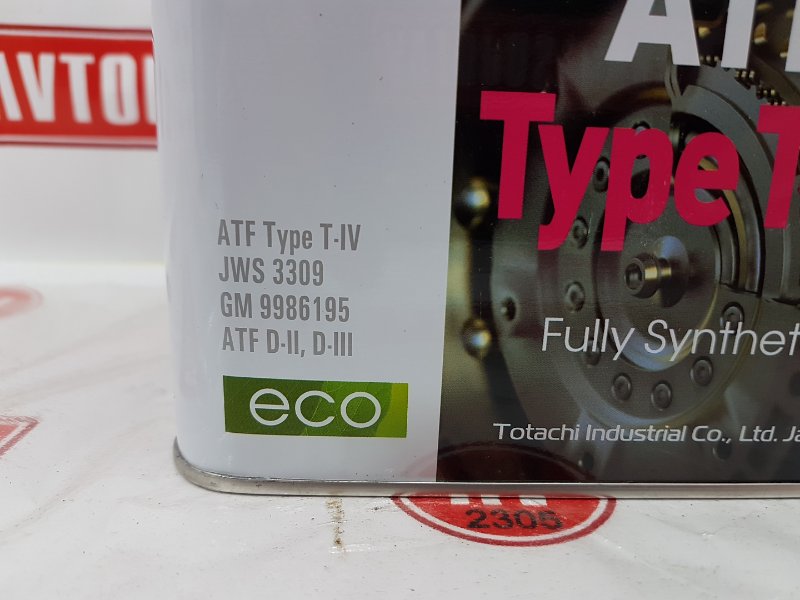 AVTO
AT
Type T
ATF Type T-IV
JWS 3309
GM 9986195
ATF D-II, D-III
Fully Synthet
eco
Totachi Industrial Co., Ltd. Ja
2305